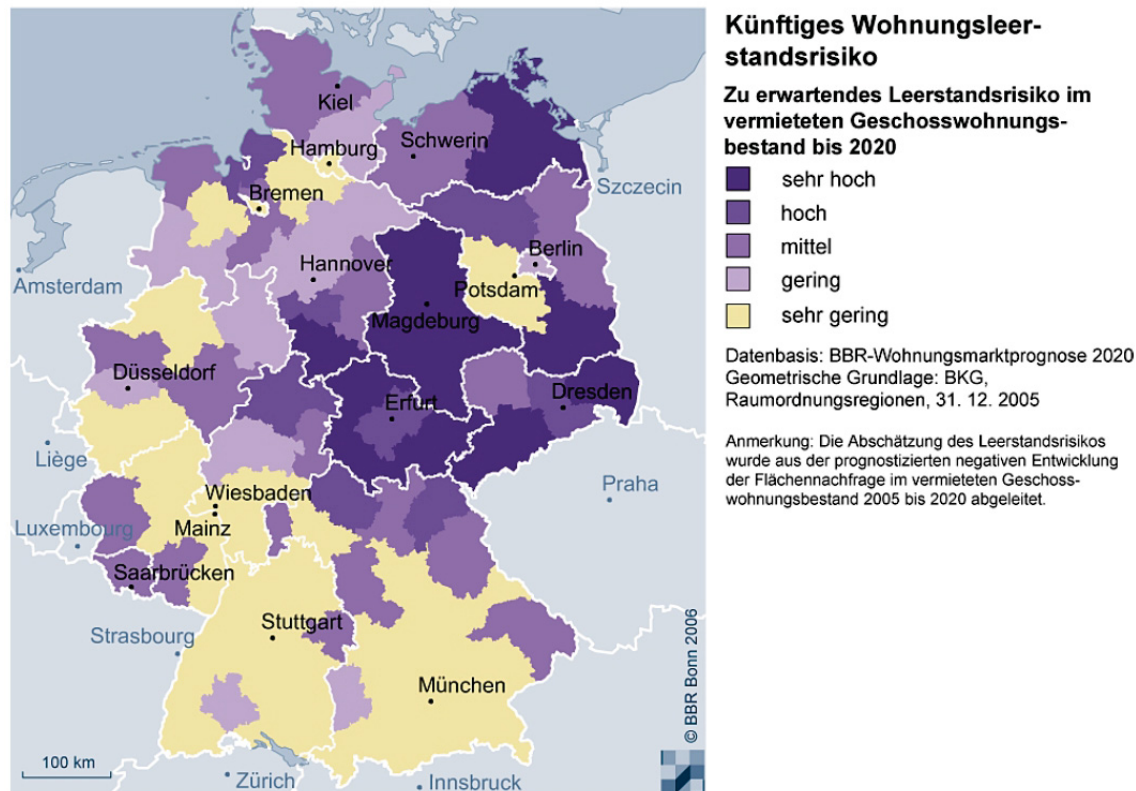 Künftiges Wohnungsleer-
standsrisiko
Zu erwartendes Leerstandsrisiko im
vermieteten Geschosswohnungs-
bestand bis 2020
sehr hoch
hoch
mittel
gering
sehr gering
Datenbasis: BBR-Wohnungsmarktprognose 2020
Geometrische Grundlage: BKG,
Raumordnungsregionen, 31. 12. 2005
Anmerkung: Die Abschätzung des Leerstandsrisikos
wurde aus der prognostizierten negativen Entwicklung
der Flächennachfrage im vermieteten Geschoss-
wohnungsbestand 2005 bis 2020 abgeleitet.
Kiel
Schwerin
Hamburg
Szczecin
Bremen
Berlin
Hannover
Amsterdam
Potsdam
Magdeburg
Düsseldorf
Dresden
Erfurt
Liège
Praha
Wiesbaden
Mainz
Luxembourg
Saarbrücken
Stuttgart
Strasbourg
München
© BBR Bonn 2006
100 km
Zürich
Innsbruck